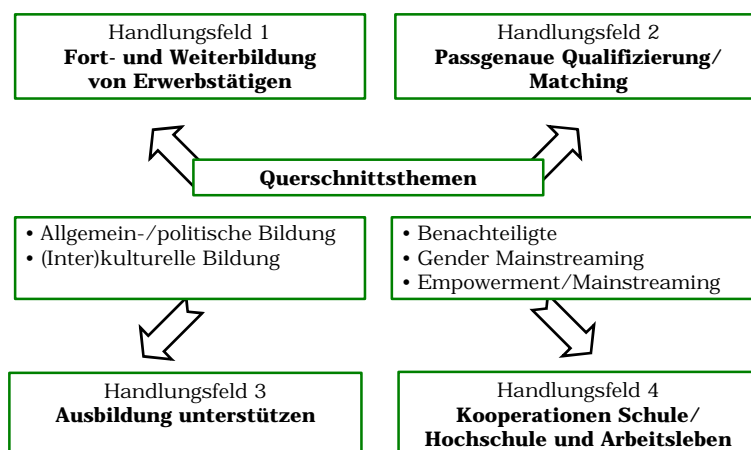 Handlungsfeld 1
Fort- und Weiterbildung
von Erwerbstätigen
Handlungsfeld 2
Passgenaue Qualifizierung/
Matching
Querschnittsthemen
• Allgemein-/politische Bildung
• (Inter)kulturelle Bildung
• Benachteiligte
• Gender Mainstreaming
• Empowerment/Mainstreaming
Handlungsfeld 3
Ausbildung unterstützen
Handlungsfeld 4
Kooperationen Schule/
Hochschule und Arbeitsleben